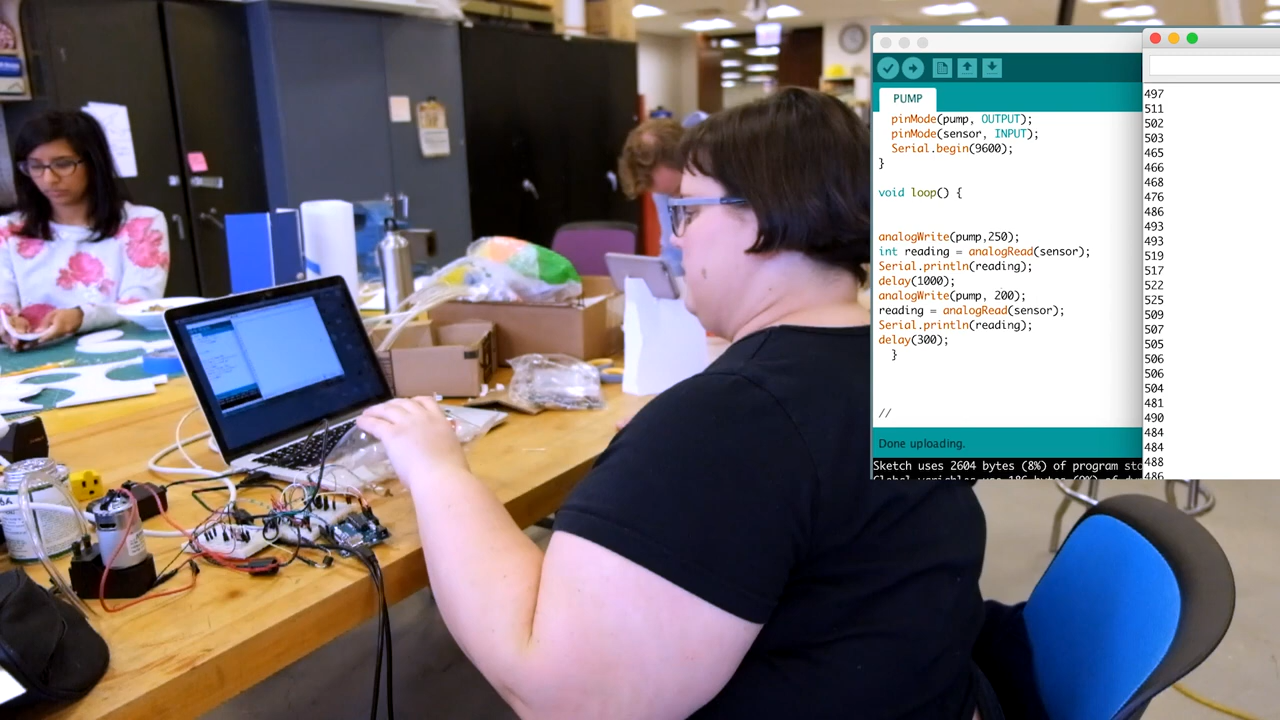 PUMP
pinMode(pump, OUTPUT);
pinMode(sensor, INPUT);
Serial.begin(9600);
}
void loop() {
analogWrite(pump,250);
int reading = analogRead(sensor);
Serial.println(reading);
delay(1000);
analogWrite(pump, 200);
reading = analogRead(sensor);
Serial.println(reading);
delay(300);
}
//
Done uploading.
Sketch uses 2604 bytes (8%) of program
497
511
502
503
465
466
468
476
486
493
493
519
517
522
525
509
507
505
506
506
504
481
490
484
484
488
486